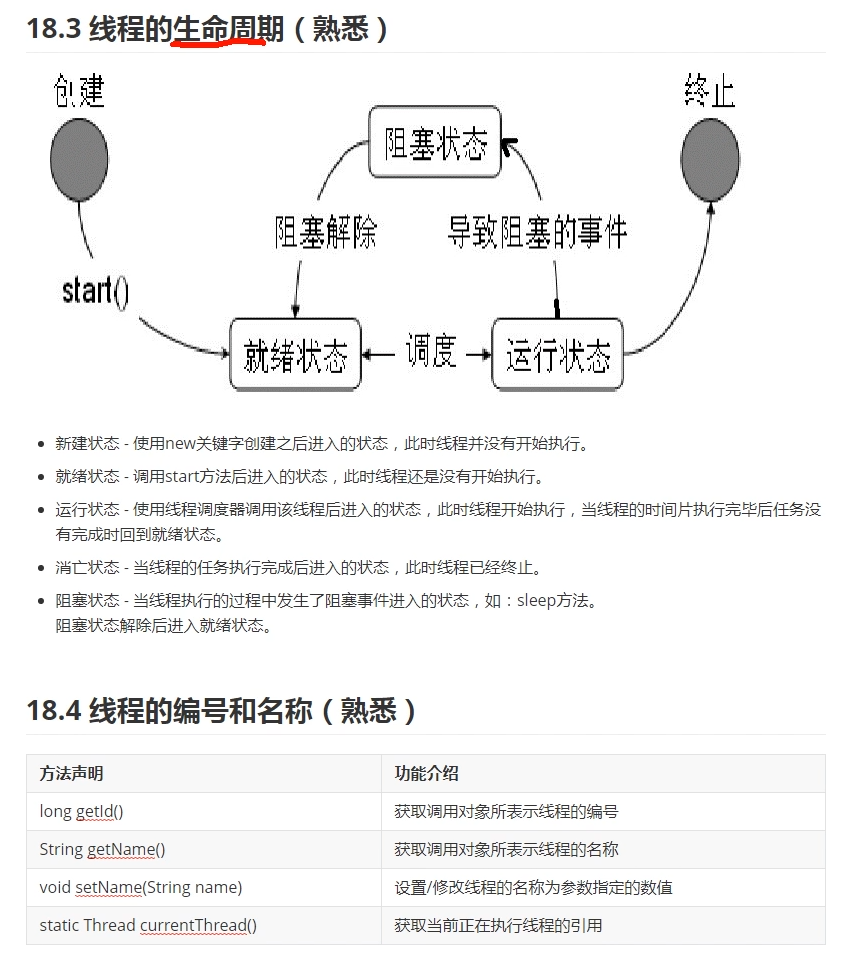 18.3 线程的生命周期（熟悉）
创建
终止
阻塞状态
阻塞解除
导致阻塞的事件
start()
就绪状态
调度
运行状态
新建状态 - 使用new关键字创建之后进入的状态，此时线程并没有开始执行。
就绪状态 - 调用start方法后进入的状态，此时线程还是没有开始执行。
运行状态 - 使用线程调度器调用该线程后进入的状态，此时线程开始执行，当线程的时间片执行完毕后任务没
有完成时回到就绪状态。
消亡状态 - 当线程的任务执行完成后进入的状态，此时线程已经终止。
阻塞状态 - 当线程执行的过程中发生了阻塞事件进入的状态，如：sleep方法。
阻塞状态解除后进入就绪状态。
18.4 线程的编号和名称（熟悉）
方法声明 功能介绍
long getId() 获取调用对象所表示线程的编号
String getName() 获取调用对象所表示线程的名称
void setName(String name) 设置/修改线程的名称为参数指定的数值
static Thread currentThread() 获取当前正在执行线程的引用